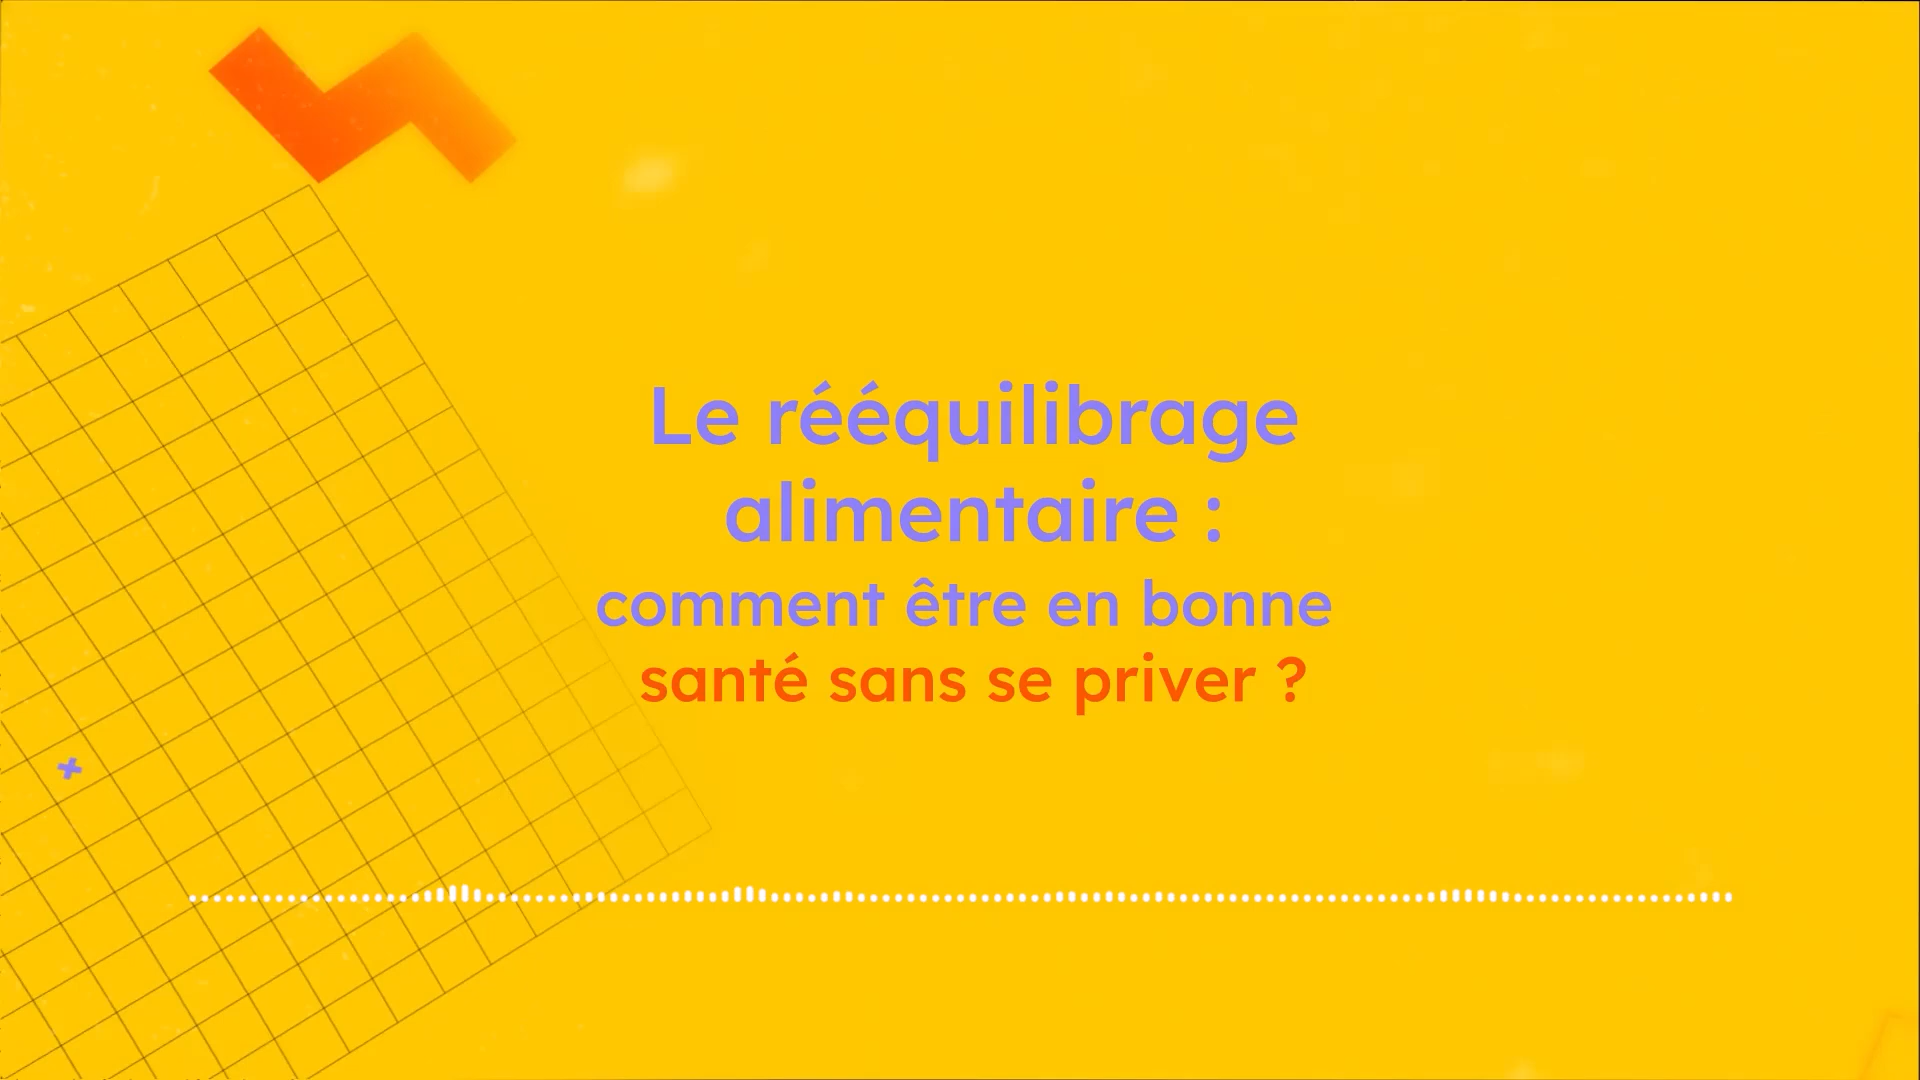 Le rééquilibrage
alimentaire :
comment être en bonne
santé sans se priver ?